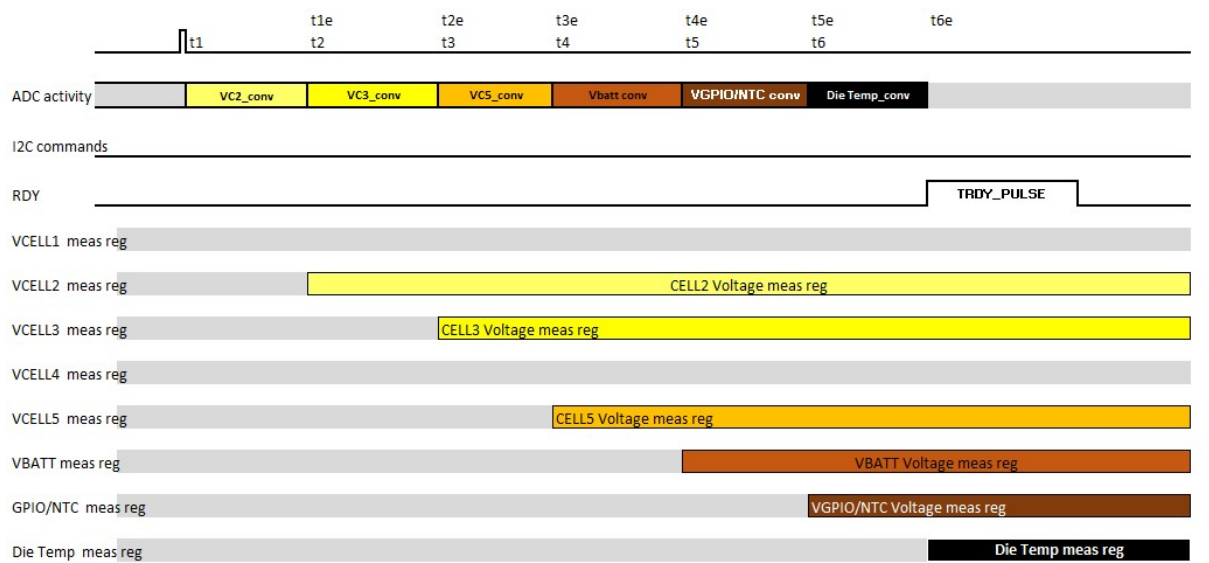 t1e t2e t3e t4e t5e t6e
t1 t2 t3 t4 t5 t6
ADC activity VC2_conv VC3_conv VC5_conv Vbatt conv VGPIO/NTC conv Die Temp_conv
I2C commands
RDY TRDY_PULSE
VCELL1 meas reg
VCELL2 meas reg CELL2 Voltage meas reg
VCELL3 meas reg CELL3 Voltage meas reg
VCELL4 meas reg
VCELL5 meas reg CELL5 Voltage meas reg
VBATT meas reg VBATT Voltage meas reg
GPIO/NTC meas reg VGPIO/NTC Voltage meas reg
Die Temp meas reg Die Temp meas reg